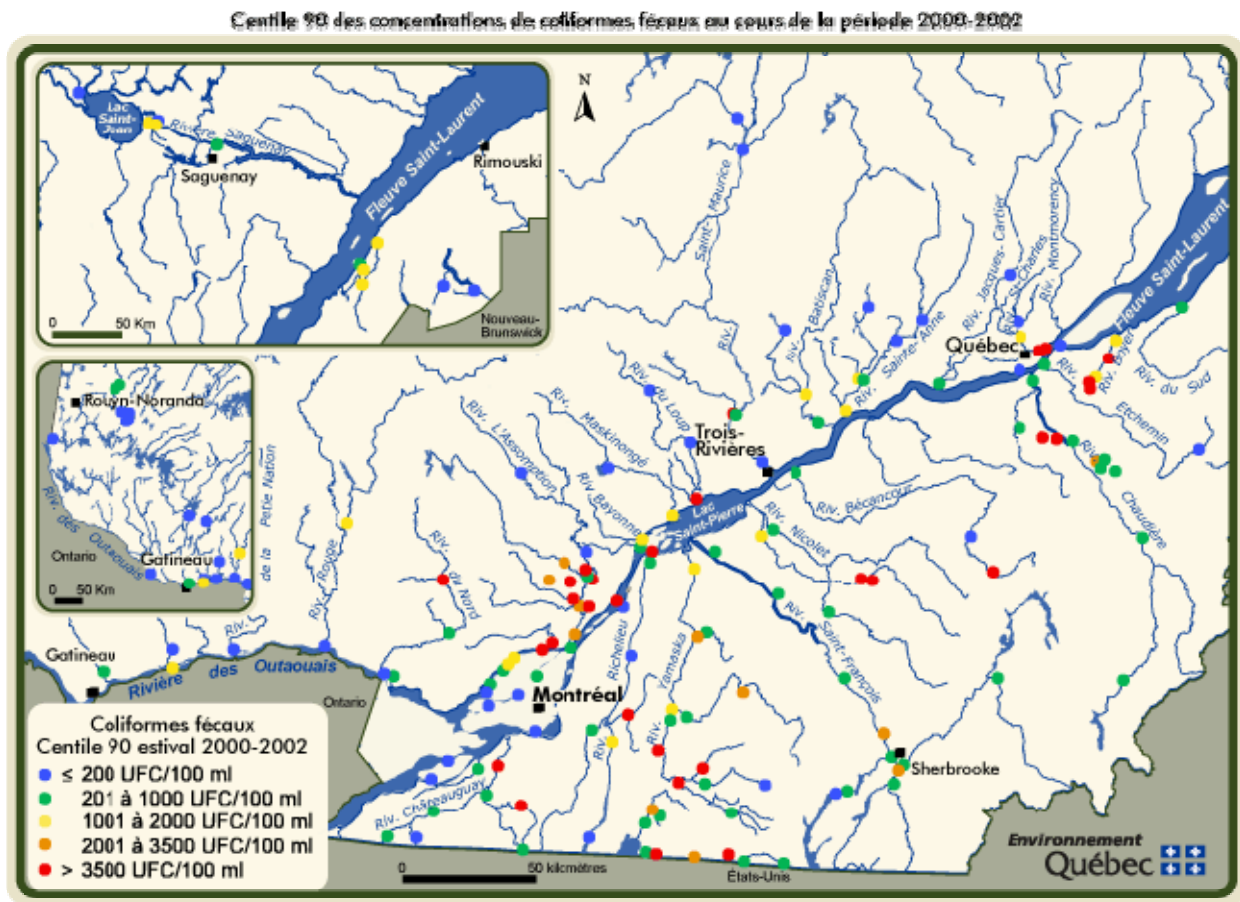 Centile 90 des concentrations de coliformes fécaux au cours de la période 2000-2002
Lac
Saint-
Jean
Rivière Saguenay
Saguenay
Fleuve Saint-Laurent
Rimouski
0 50 Km
Nouveau-
Brunswick
N
Saint-Maurice
Riv.
Riv. Batiscan
Riv. Sainte-Anne
Riv. Jacques-Cartier
Riv. St-Charles
Riv. Montmorency
Fleuve Saint-Laurent
Québec
Riv.
Etchemin
Riv. Boyer
Riv. du Sud
Rouyn-Noranda
Riv. des Outaouais
Ontario
Gatineau
0 50 Km
Riv.
de la Petie Nation
Riv. Rouge
Riv. du Nord
Riv. L'Assomption
Riv. Bayonne
Maskinongé
Riv. du Loup
Trois-
Rivières
Lac
Saint-Pierre
Riv. Bécancour
Riv. Nicolet
Riv.
Chaudière
Riv. Saint-François
Riv.
Yamaska
Riv.
Richelieu
Gatineau
Rivière des Outaouais
Ontario
Montréal
Sherbrooke
Riv. Châteauguay
Coliformes fécaux
Centile 90 estival 2000-2002
≤ 200 UFC/100 ml
201 à 1000 UFC/100 ml
1001 à 2000 UFC/100 ml
2001 à 3500 UFC/100 ml
> 3500 UFC/100 ml
0 50 kilomètres
États-Unis
Environnement
Québec